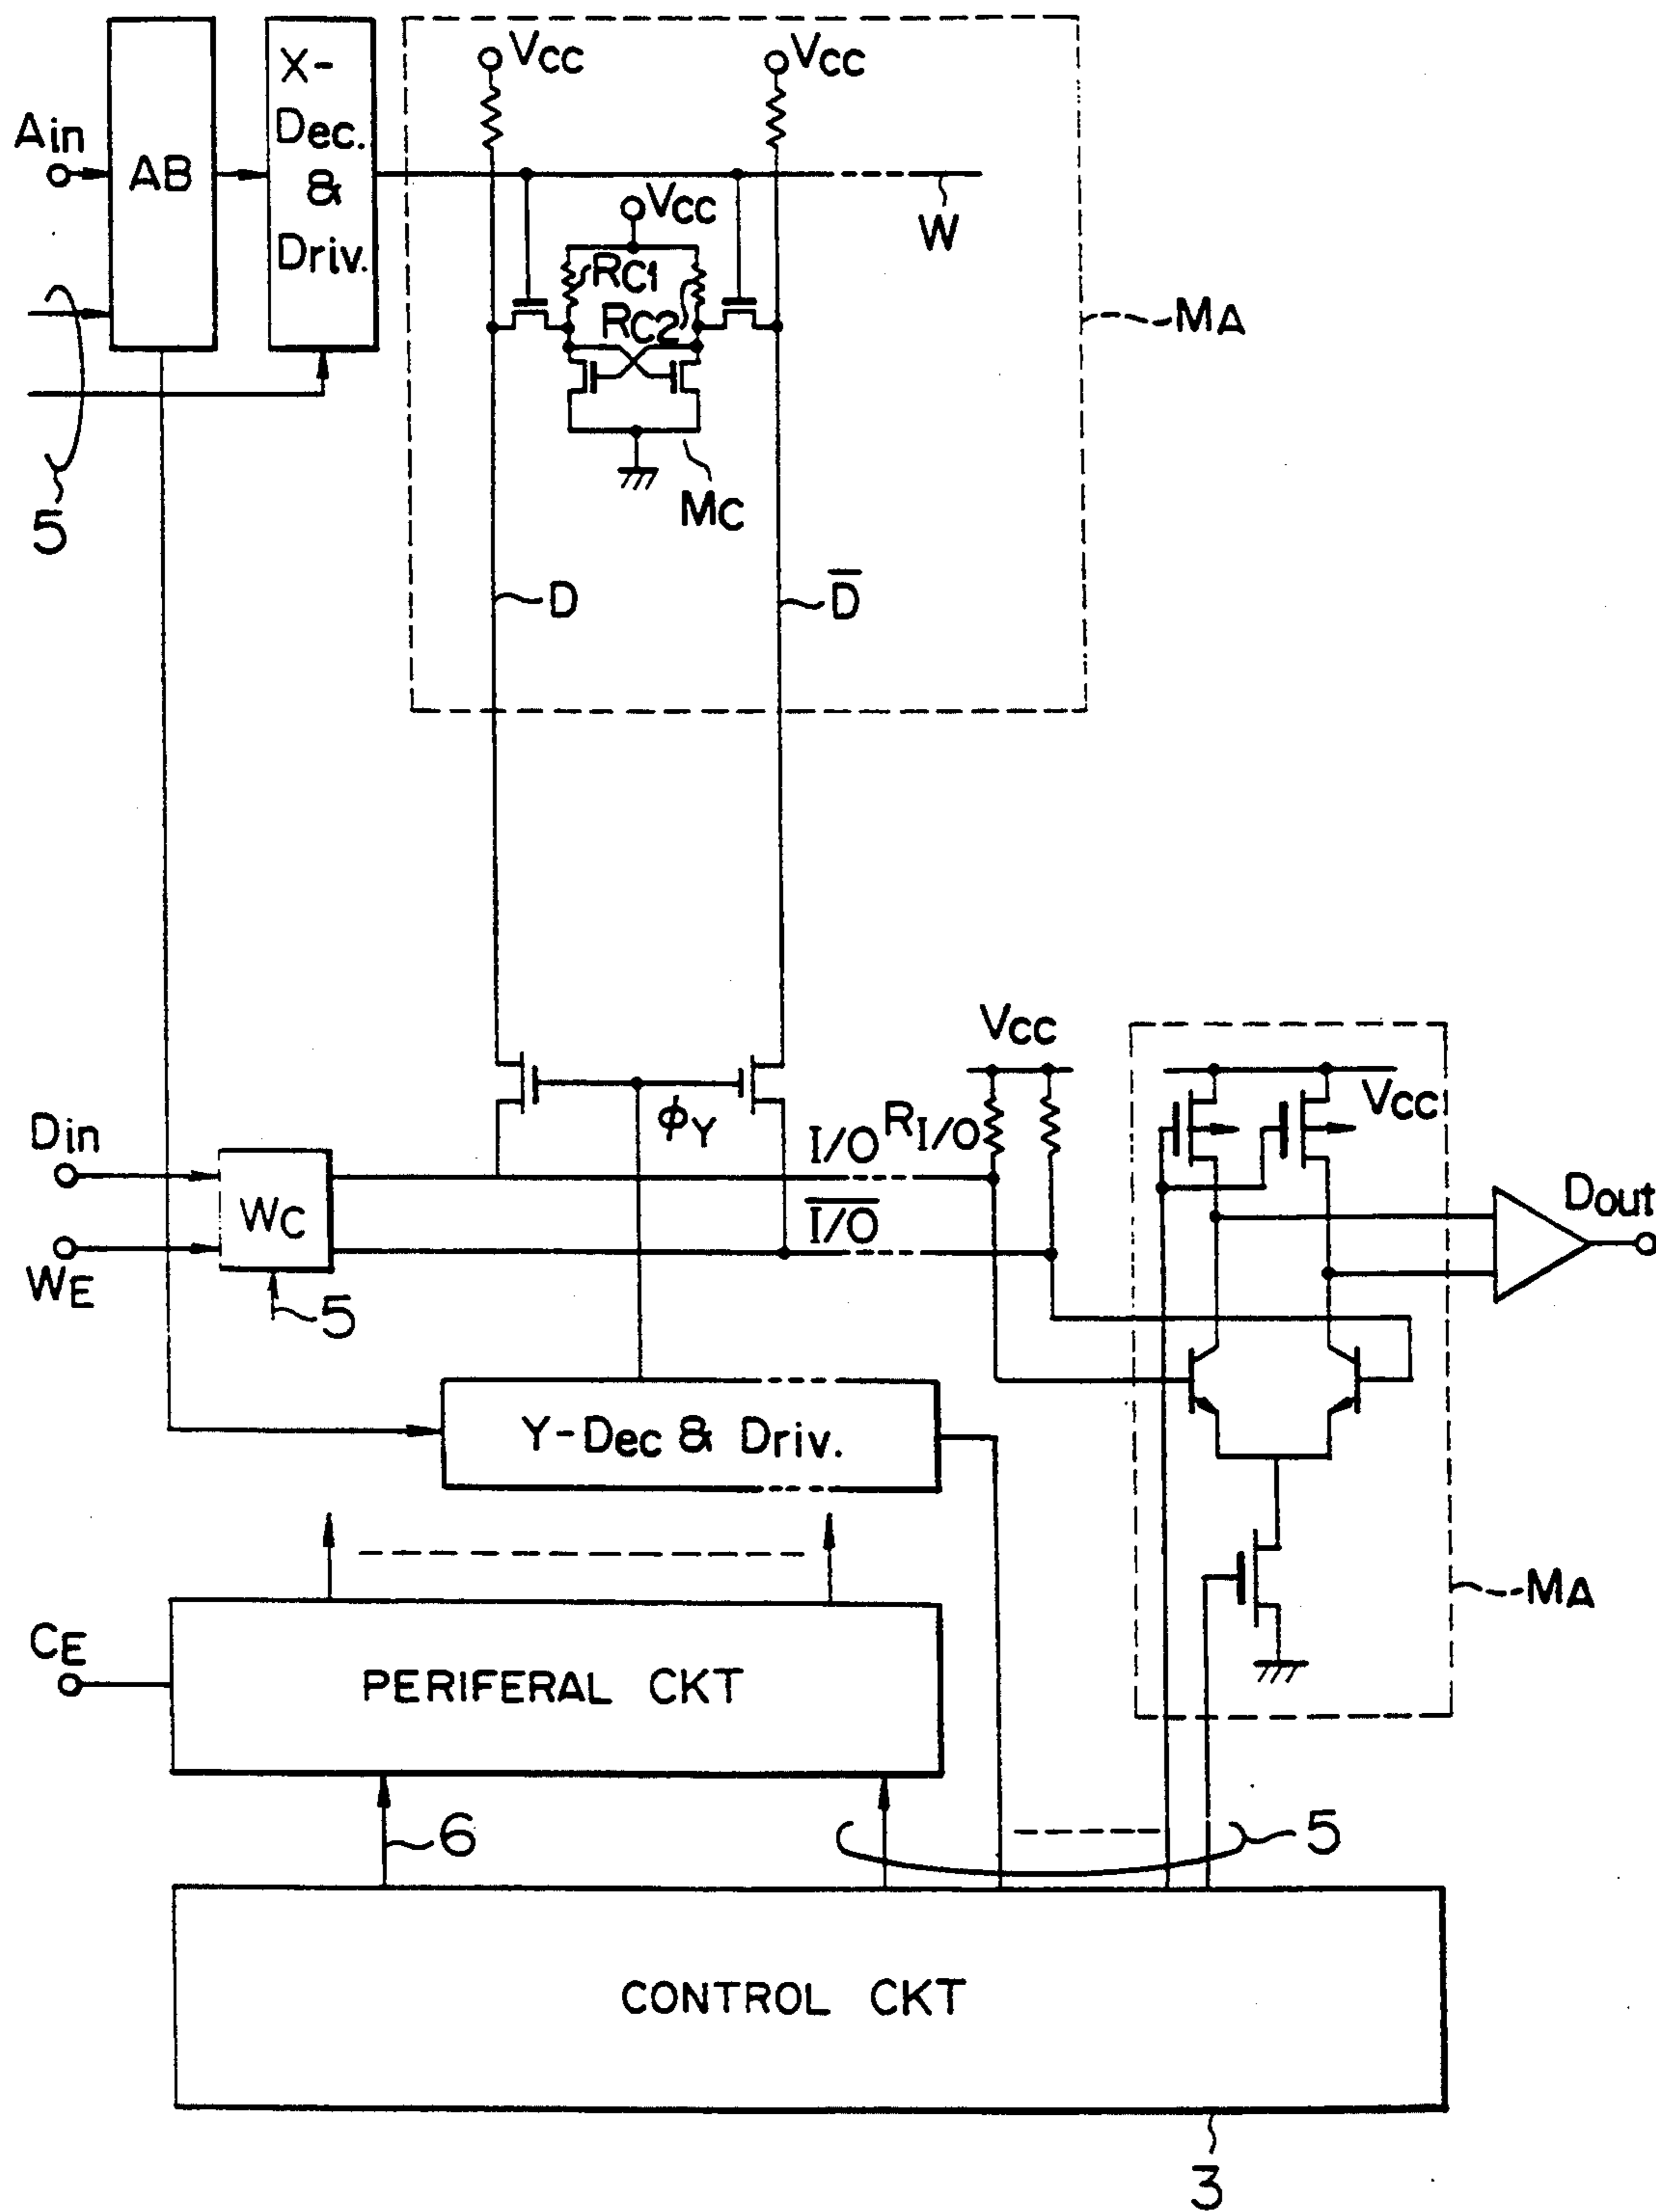 Ain
AB
X-
Dec.
&
Driv.
5
VCC
VCC
VCC
W
RC1
RC2
MA
MC
D
D̅
Din
WE
WC
5
ϕY
I/O
I̅/̅O̅
RI/O
VCC
VCC
Dout
Y-Dec & Driv.
MA
CE
PERIFERAL CKT
6
5
CONTROL CKT
3